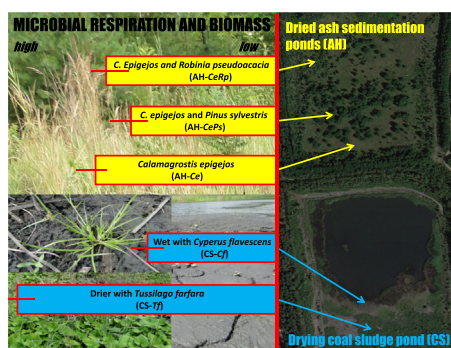 MICROBIAL RESPIRATION AND BIOMASS
high low
C. Epigejos and Robinia pseudoacacia
(AH-CeRp)
C. epigejos and Pinus sylvestris
(AH-CePs)
Calamagrostis epigejos
(AH-Ce)
Wet with Cyperus flavescens
(CS-Cf)
Drier with Tussilago farfara
(CS-Tf)
Dried ash sedimentation
ponds (AH)
Drying coal sludge pond (CS)